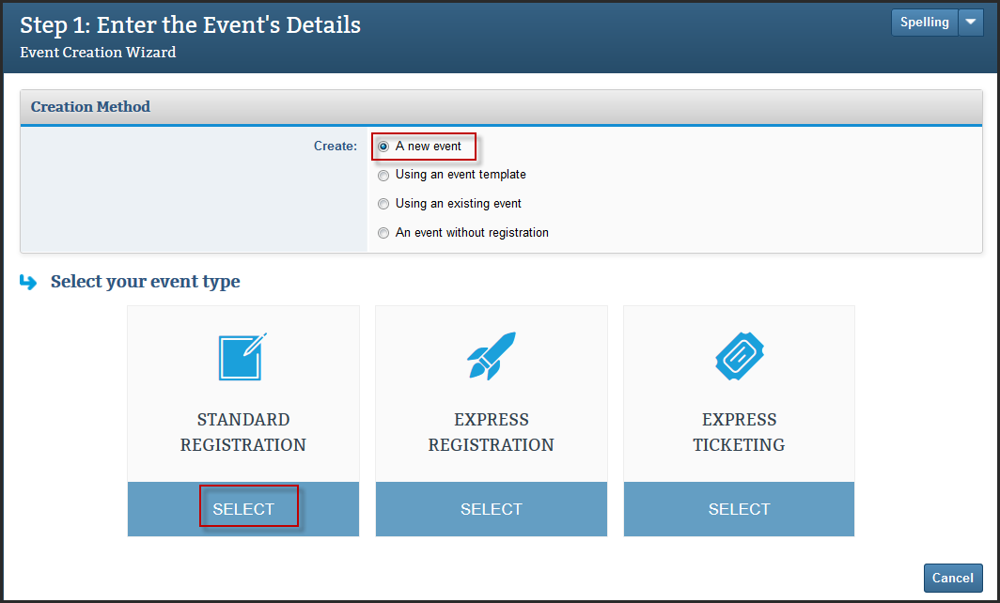 Step 1: Enter the Event's Details
Spelling
Event Creation Wizard
Creation Method
Create:
A new event
Using an event template
Using an existing event
An event without registration
Select your event type
STANDARD
REGISTRATION
SELECT
EXPRESS
REGISTRATION
SELECT
EXPRESS
TICKETING
SELECT
Cancel